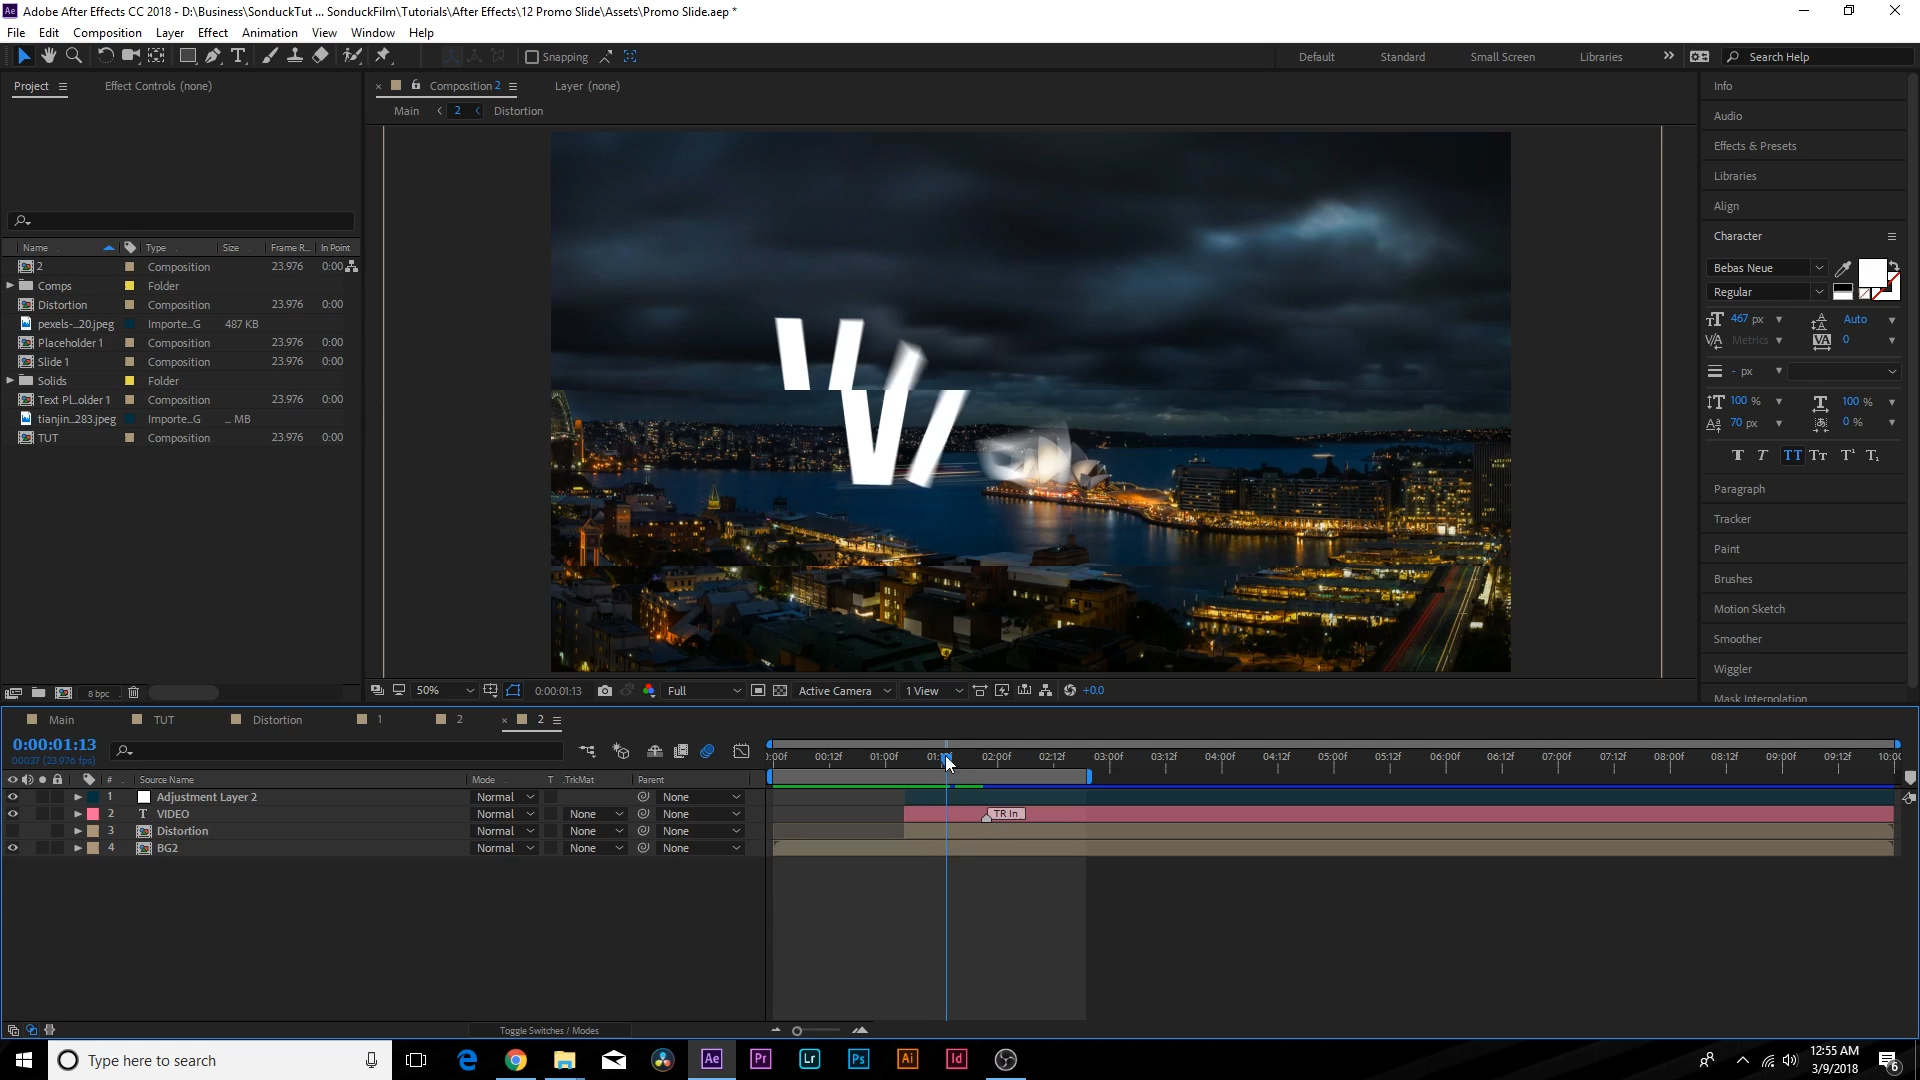 Ae Adobe After Effects CC 2018 - D:\Business\SonduckTut ... SonduckFilm\Tutorials\After Effects\12 Promo Slide\Assets\Promo Slide.aep *
File Edit Composition Layer Effect Animation View Window Help
Snapping Default Standard Small Screen Libraries Search Help
Project Effect Controls (none) Composition 2 Layer (none)
Main 2 Distortion
Name Type Size Frame R... In Point
2 Composition 23.976 0:00
Comps Folder
Distortion Composition 23.976 0:00
pexels-...20.jpeg Importe...G 487 KB
Placeholder 1 Composition 23.976 0:00
Slide 1 Composition 23.976 0:00
Solids Folder
Text Pl...older 1 Composition 23.976 0:00
tianjin...283.jpeg Importe...G ... MB
TUT Composition 23.976 0:00
8 bpc
50% 0:00:01:13 Full Active Camera 1 View +0.0
Info
Audio
Effects & Presets
Libraries
Align
Character
Bebas Neue
Regular
467 px Auto
Metrics 0
- px
100 % 100 %
70 px 0 %
Paragraph
Tracker
Paint
Brushes
Motion Sketch
Smoother
Wiggler
Mask Interpolation
Main TUT Distortion 1 2 2
0:00:01:13
00037 (23.976 fps)
00:12f 01:00f 02:00f 02:12f 03:00f 03:12f 04:00f 04:12f 05:00f 05:12f 06:00f 06:12f 07:00f 07:12f 08:00f 08:12f 09:00f 09:12f
# Source Name Mode T .TrkMat Parent
1 Adjustment Layer 2 Normal None
2 T VIDEO Normal None None TR In
3 Distortion Normal None None
4 BG2 Normal None None
Toggle Switches / Modes
Type here to search Ae Pr Lr Ps Ai Id
12:55 AM
3/9/2018
6